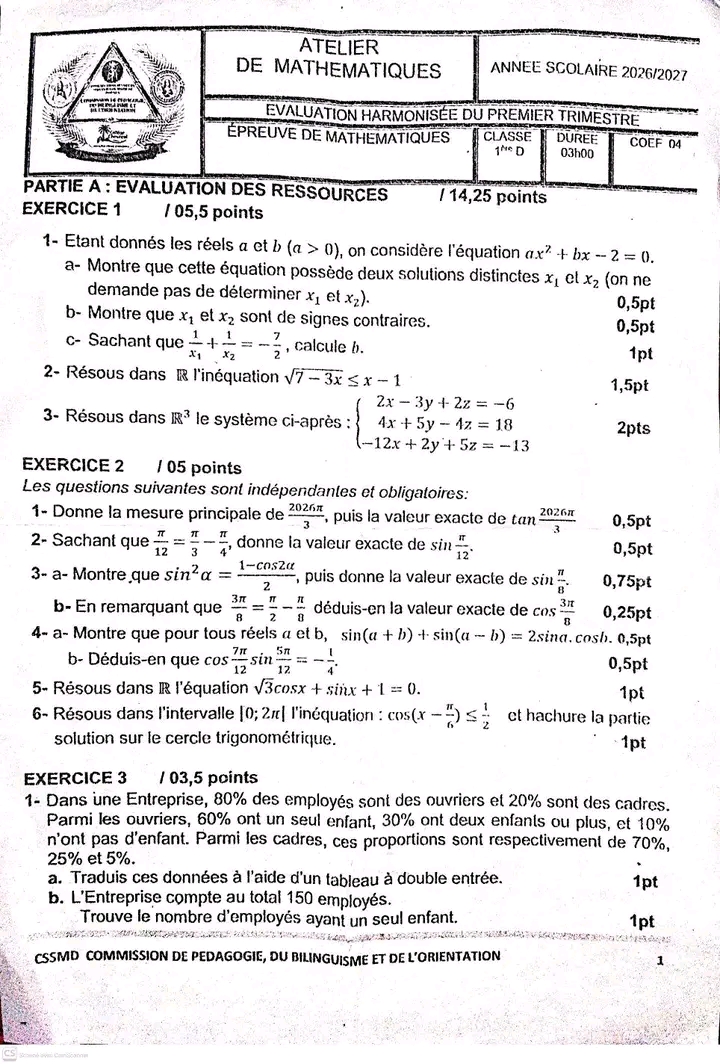 ATELIER
DE MATHEMATIQUES
ANNEE SCOLAIRE 2026/2027
EVALUATION HARMONISÉE DU PREMIER TRIMESTRE
ÉPREUVE DE MATHÉMATIQUES
CLASSE
1ère D
DUREE
03h00
COEF 04
PARTIE A : EVALUATION DES RESSOURCES / 14,25 points
EXERCICE 1 / 05,5 points
1- Etant donnés les réels a et b (a > 0), on considère l'équation ax² + bx − 2 = 0.
a- Montre que cette équation possède deux solutions distinctes x₁ et x₂ (on ne
demande pas de déterminer x₁ et x₂). 0,5pt
b- Montre que x₁ et x₂ sont de signes contraires. 0,5pt
c- Sachant que 1/x₁ + 1/x₂ = −7/2, calcule b. 1pt
2- Résous dans ℝ l'inéquation √(7 − 3x) ≤ x − 1 1,5pt
3- Résous dans ℝ³ le système ci-après : { 2x − 3y + 2z = −6
4x + 5y − 4z = 18
−12x + 2y + 5z = −13 2pts
EXERCICE 2 / 05 points
Les questions suivantes sont indépendantes et obligatoires:
1- Donne la mesure principale de 2026π/3, puis la valeur exacte de tan 2026π/3 0,5pt
2- Sachant que π/12 = π/3 − π/4, donne la valeur exacte de sin π/12. 0,5pt
3- a- Montre que sin²α = (1−cos2α)/2, puis donne la valeur exacte de sin π/8. 0,75pt
b- En remarquant que 3π/8 = π/2 − π/8 déduis-en la valeur exacte de cos 3π/8 0,25pt
4- a- Montre que pour tous réels a et b, sin(a + b) + sin(a − b) = 2sina.cosb. 0,5pt
b- Déduis-en que cos 7π/12 sin 5π/12 = −1/4. 0,5pt
5- Résous dans ℝ l'équation √3cosx + sinx + 1 = 0. 1pt
6- Résous dans l'intervalle [0; 2π[ l'inéquation : cos(x − π/6) ≤ 1/2 et hachure la partie
solution sur le cercle trigonométrique. 1pt
EXERCICE 3 / 03,5 points
1- Dans une Entreprise, 80% des employés sont des ouvriers et 20% sont des cadres.
Parmi les ouvriers, 60% ont un seul enfant, 30% ont deux enfants ou plus, et 10%
n'ont pas d'enfant. Parmi les cadres, ces proportions sont respectivement de 70%,
25% et 5%.
a. Traduis ces données à l'aide d'un tableau à double entrée. 1pt
b. L'Entreprise compte au total 150 employés.
Trouve le nombre d'employés ayant un seul enfant. 1pt
CSSMD COMMISSION DE PEDAGOGIE, DU BILINGUISME ET DE L'ORIENTATION 1
CS